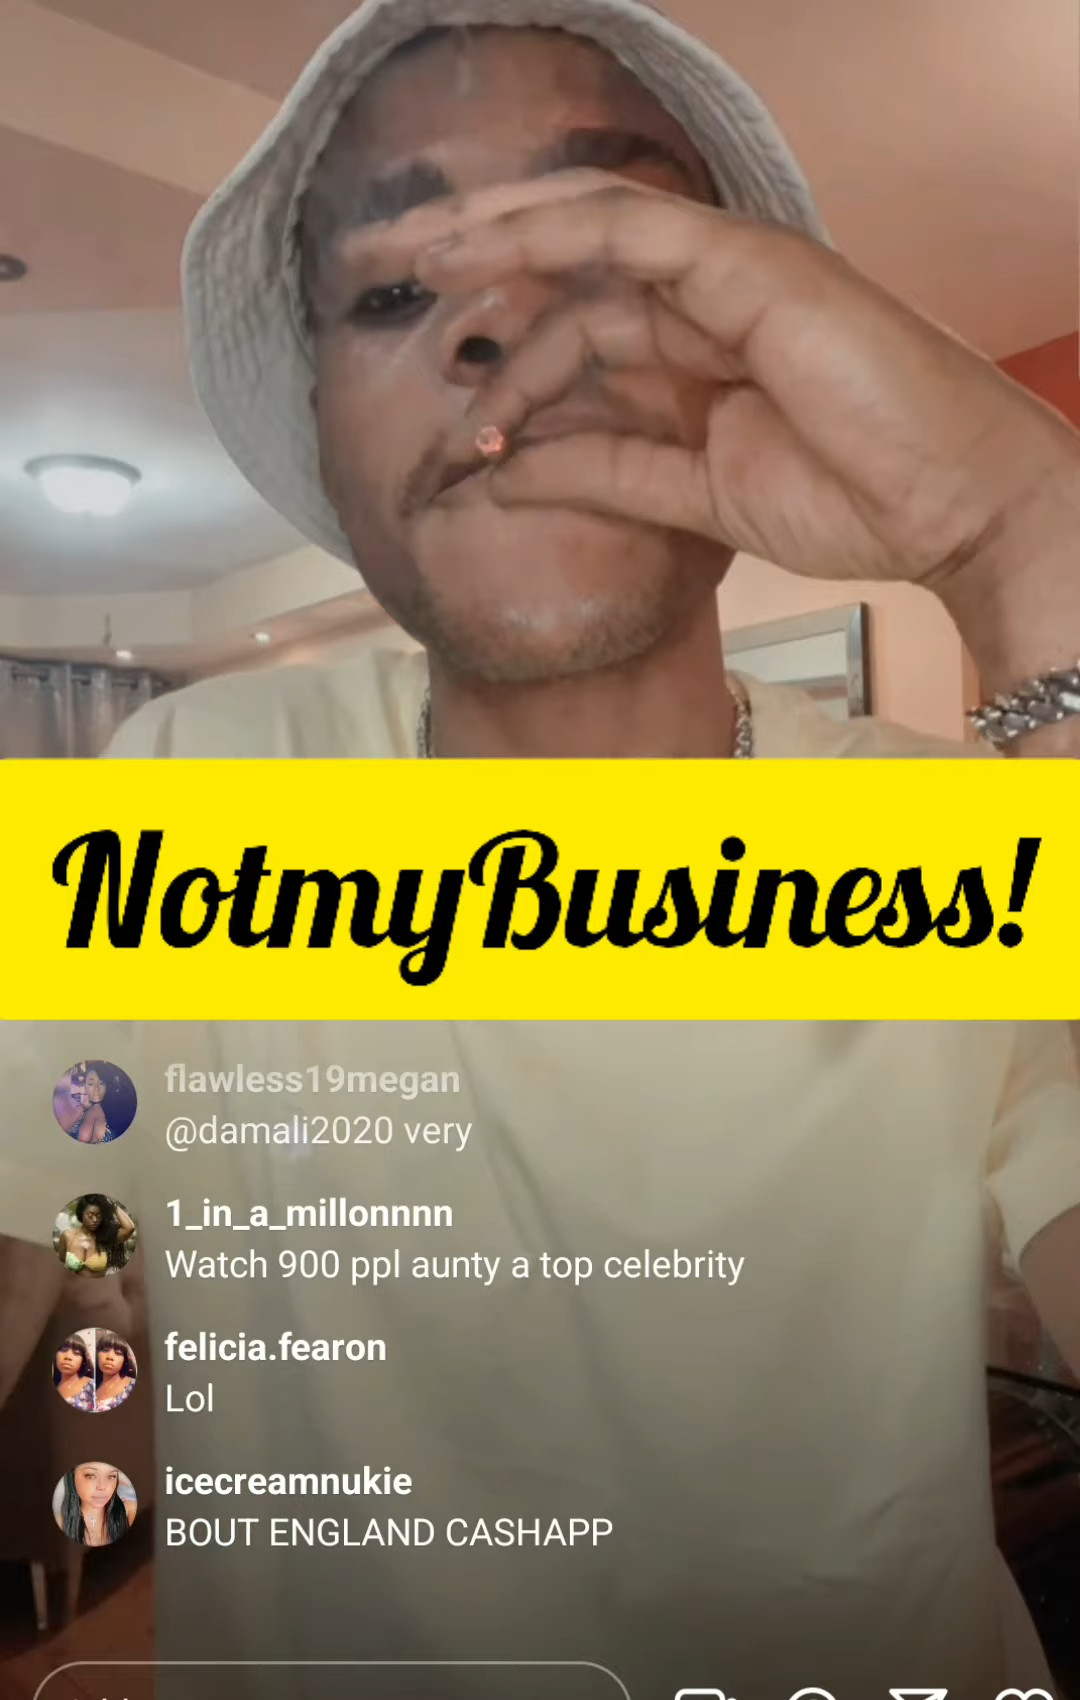 NotmyBusiness!
flawless19megan
@damali2020 very
1_in_a_millonnnn
Watch 900 ppl aunty a top celebrity
felicia.fearon
Lol
icecreamnukie
BOUT ENGLAND CASHAPP